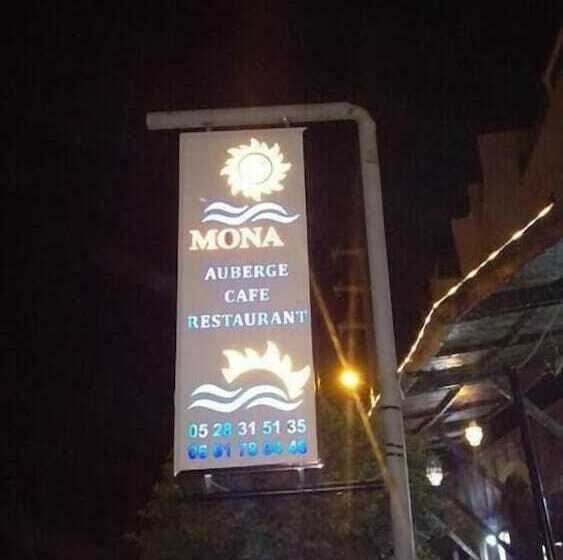 MONA
AUBERGE
CAFE
RESTAURANT
05 28 31 51 35